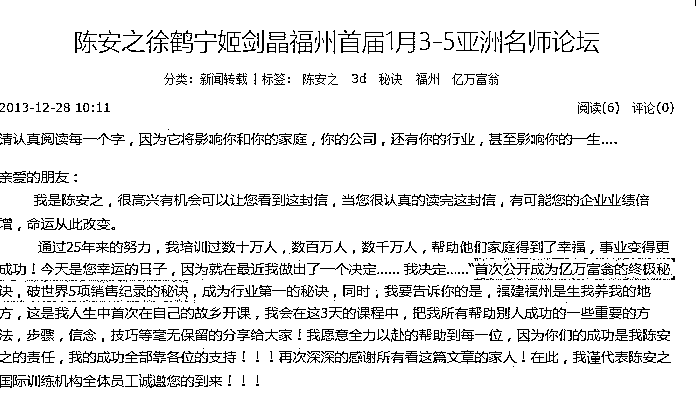 陈安之徐鹤宁姬剑晶福州首届1月3-5亚洲名师论坛
分类：新闻转载|标签： 陈安之 3d 秘诀 福州 亿万富翁
2013-12-28 10:11 阅读(6) 评论(0)
请认真阅读每一个字，因为它将影响你和你的家庭，你的公司，还有你的行业，甚至影响你的一生....
亲爱的朋友：
我是陈安之，很高兴有机会可以让您看到这封信，当您很认真的读完这封信，有可能您的企业业绩倍
增，命运从此改变。
通过25年来的努力，我培训过数十万人，数百万人，数千万人，帮助他们家庭得到了幸福，事业变得更
成功！今天是您幸运的日子，因为就在最近我做出了一个决定...... 我决定......“首次公开成为亿万富翁的终极秘
诀，破世界5项销售纪录的秘诀，成为行业第一的秘诀，同时，我要告诉你的是，福建福州是生我养我的地
方，这是我人生中首次在自己的故乡开课，我会在这3天的课程中，把我所有帮助别人成功的一些重要的方
法，步骤，信念，技巧等毫无保留的分享给大家！我愿意全力以赴的帮助到每一位，因为你们的成功是我陈安
之的责任，我的成功全部靠各位的支持！！！再次深深的感谢所有看这篇文章的家人！在此，我谨代表陈安之
国际训练机构全体员工诚邀您的到来！！！